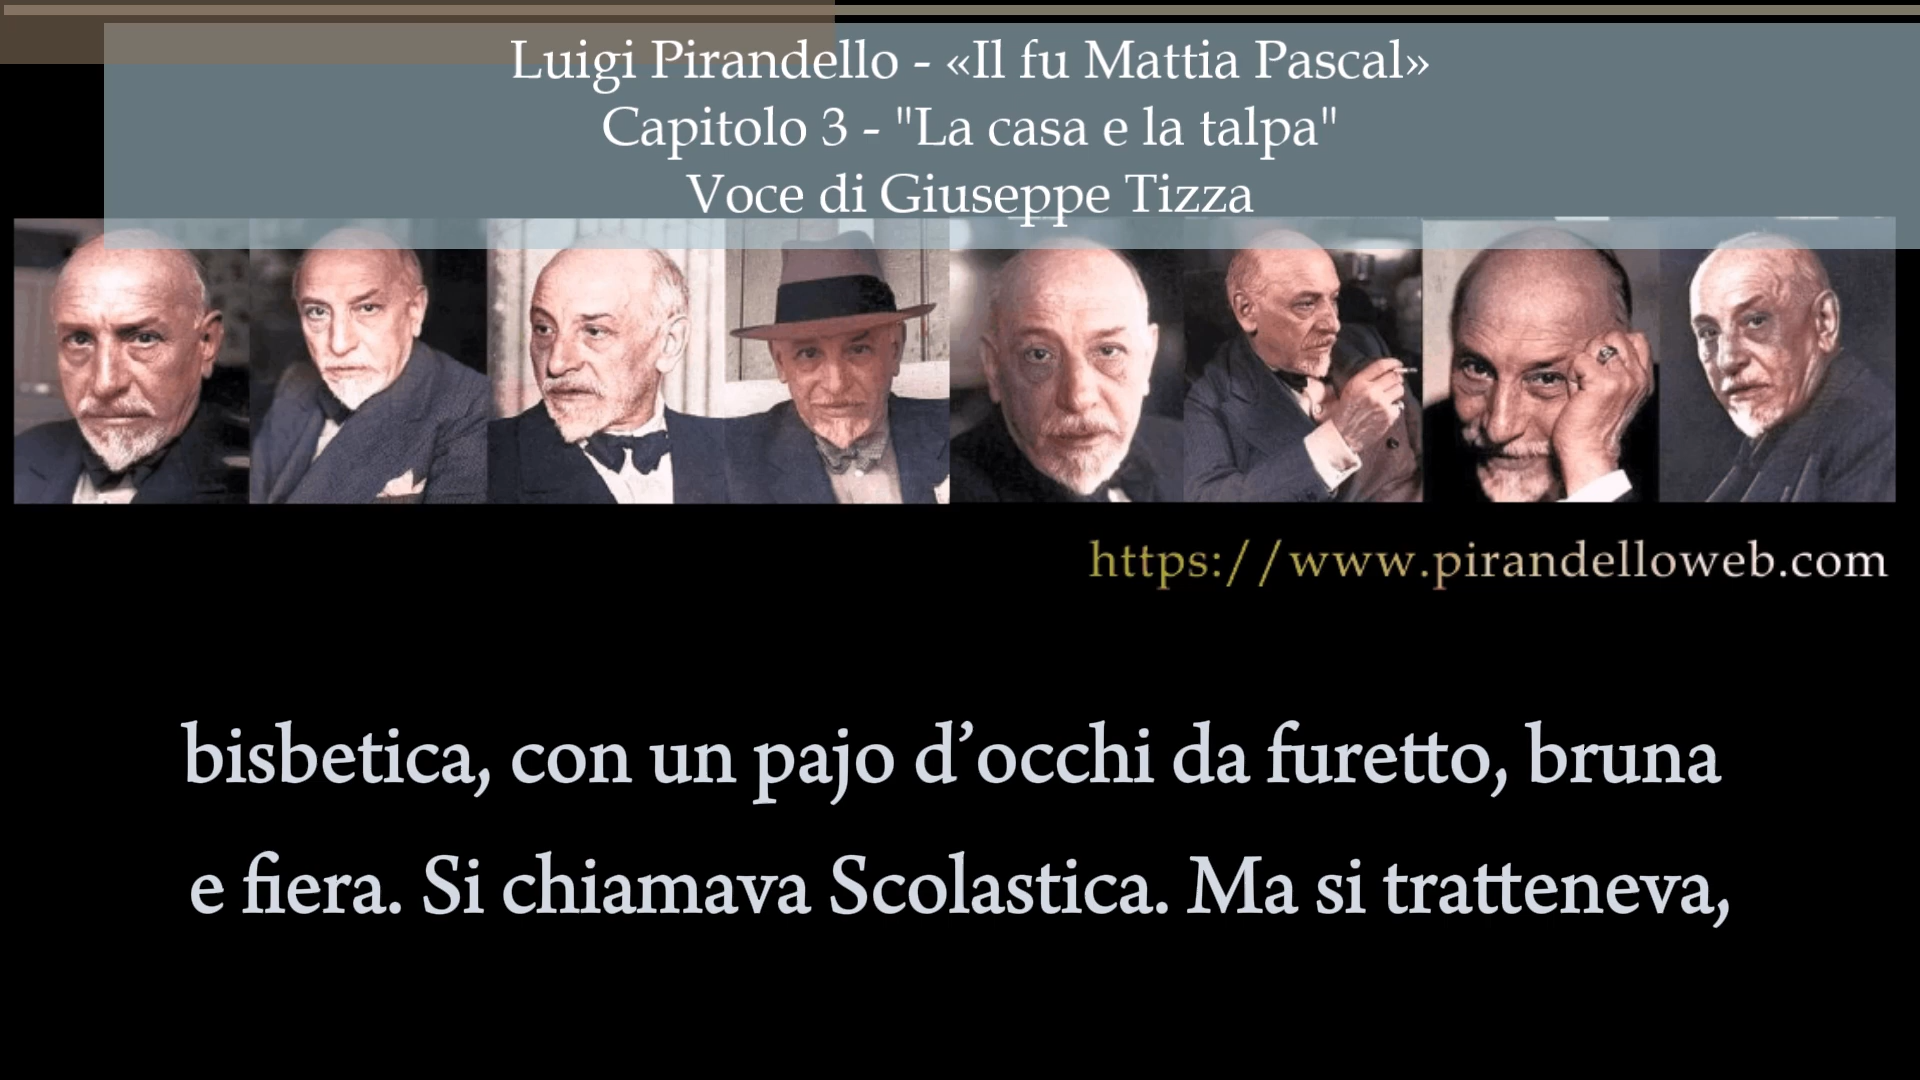 Luigi Pirandello - «Il fu Mattia Pascal»
Capitolo 3 - "La casa e la talpa"
Voce di Giuseppe Tizza
https://www.pirandelloweb.com
bisbetica, con un pajo d’occhi da furetto, bruna
e fiera. Si chiamava Scolastica. Ma si tratteneva,